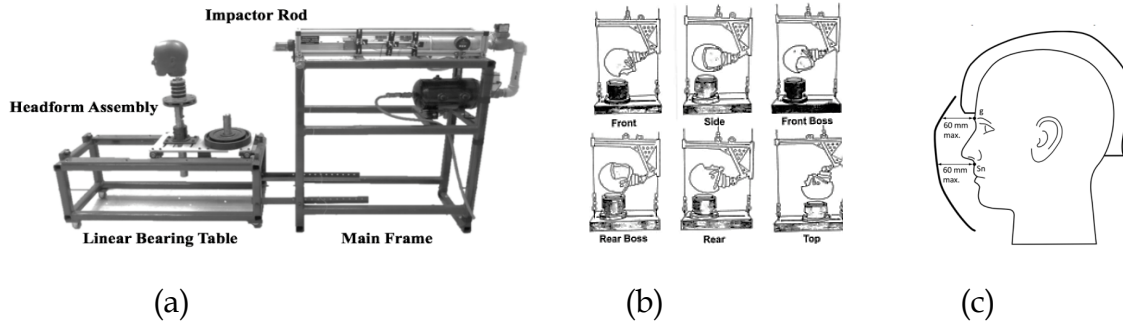 Impactor Rod
Headform Assembly
Linear Bearing Table
Main Frame
Front
Side
Front Boss
Rear Boss
Rear
Top
g
60 mm
max.
60 mm
max.
Sn
(a)
(b)
(c)